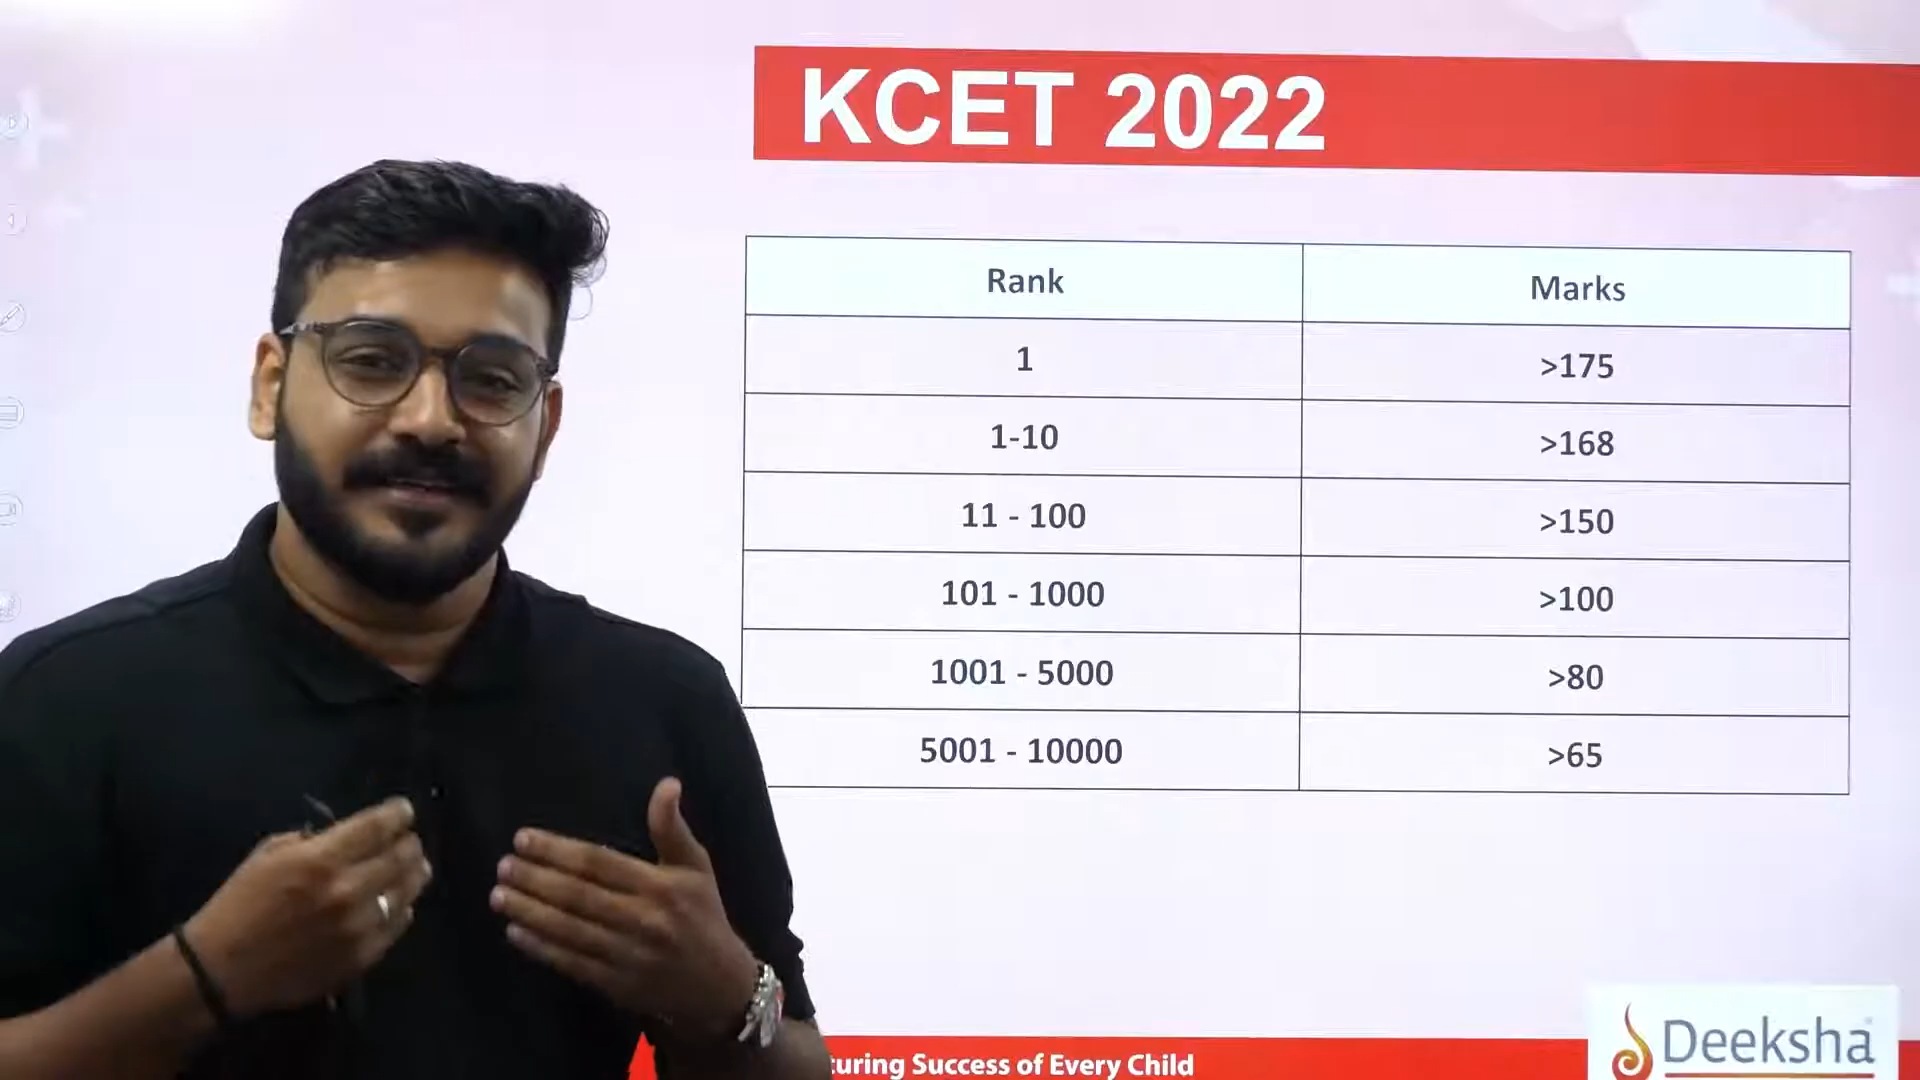 KCET 2022
Rank Marks
1 >175
1-10 >168
11 - 100 >150
101 - 1000 >100
1001 - 5000 >80
5001 - 10000 >65
turing Success of Every Child
Deeksha